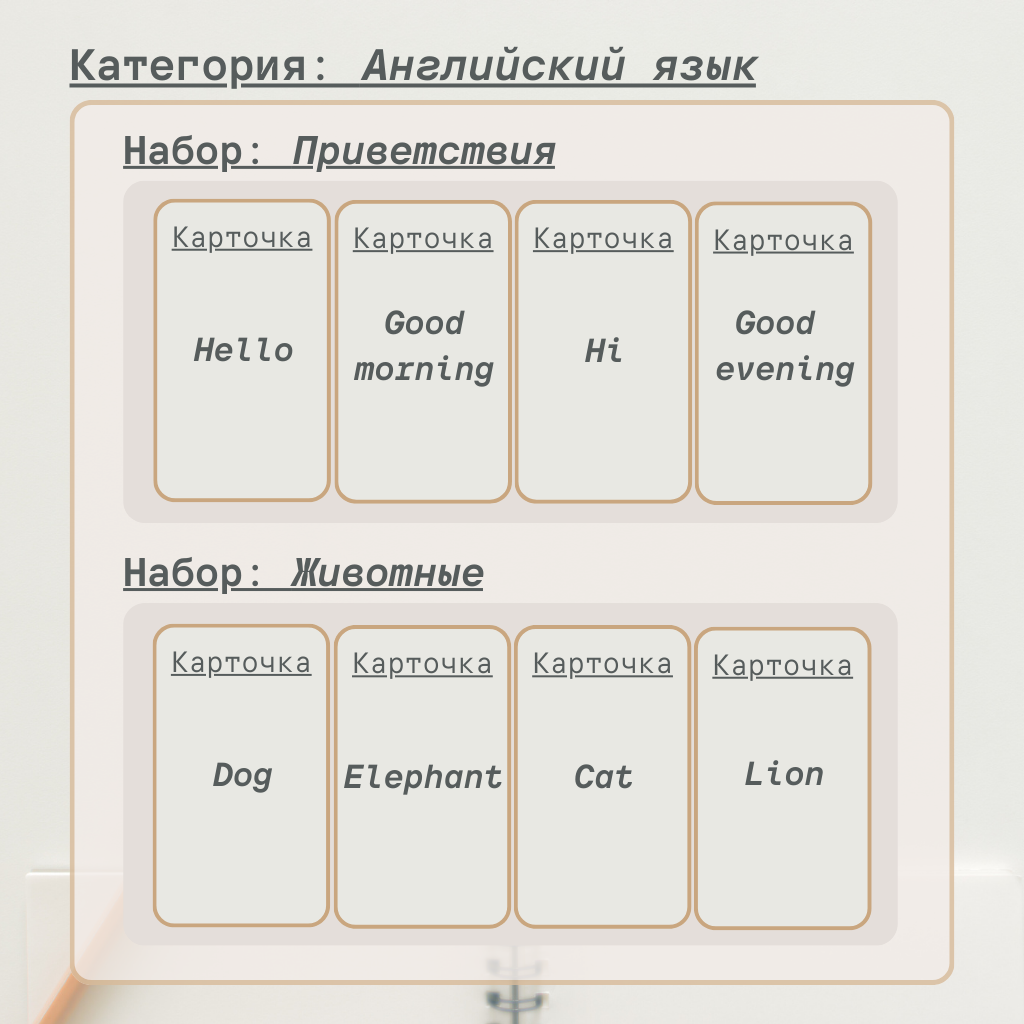 Категория: Английский язык
Набор: Приветствия
Карточка Карточка Карточка Карточка
Hello
Good
morning
Hi
Good
evening
Набор: Животные
Карточка Карточка Карточка Карточка
Dog Elephant Cat Lion